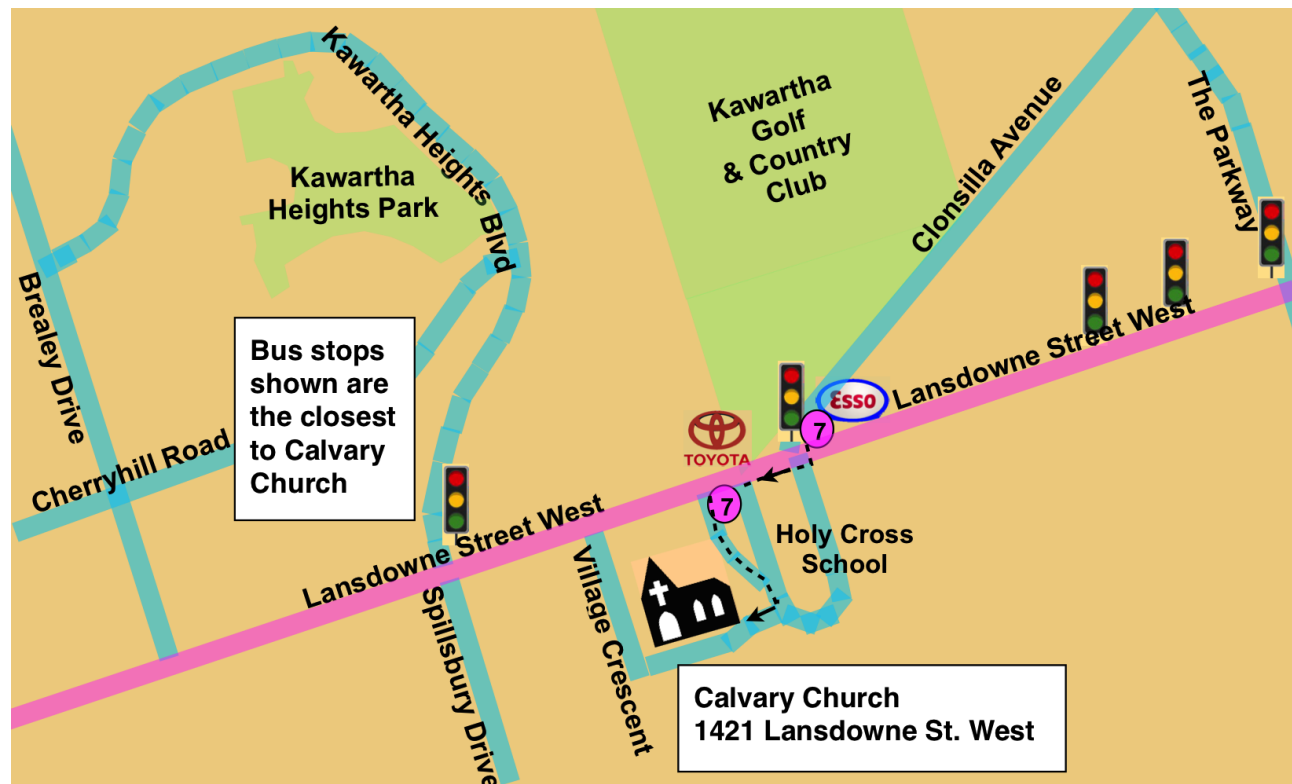 Kawartha Heights Blvd
Kawartha
Heights Park
Kawartha
Golf
& Country
Club
Clonsilla Avenue
The Parkway
Brealey Drive
Bus stops
shown are
the closest
to Calvary
Church
Cherryhill Road
Lansdowne Street West
Esso
TOYOTA
7
7
Lansdowne Street West
Holy Cross
School
Village Crescent
Spillsbury Drive
Calvary Church
1421 Lansdowne St. West